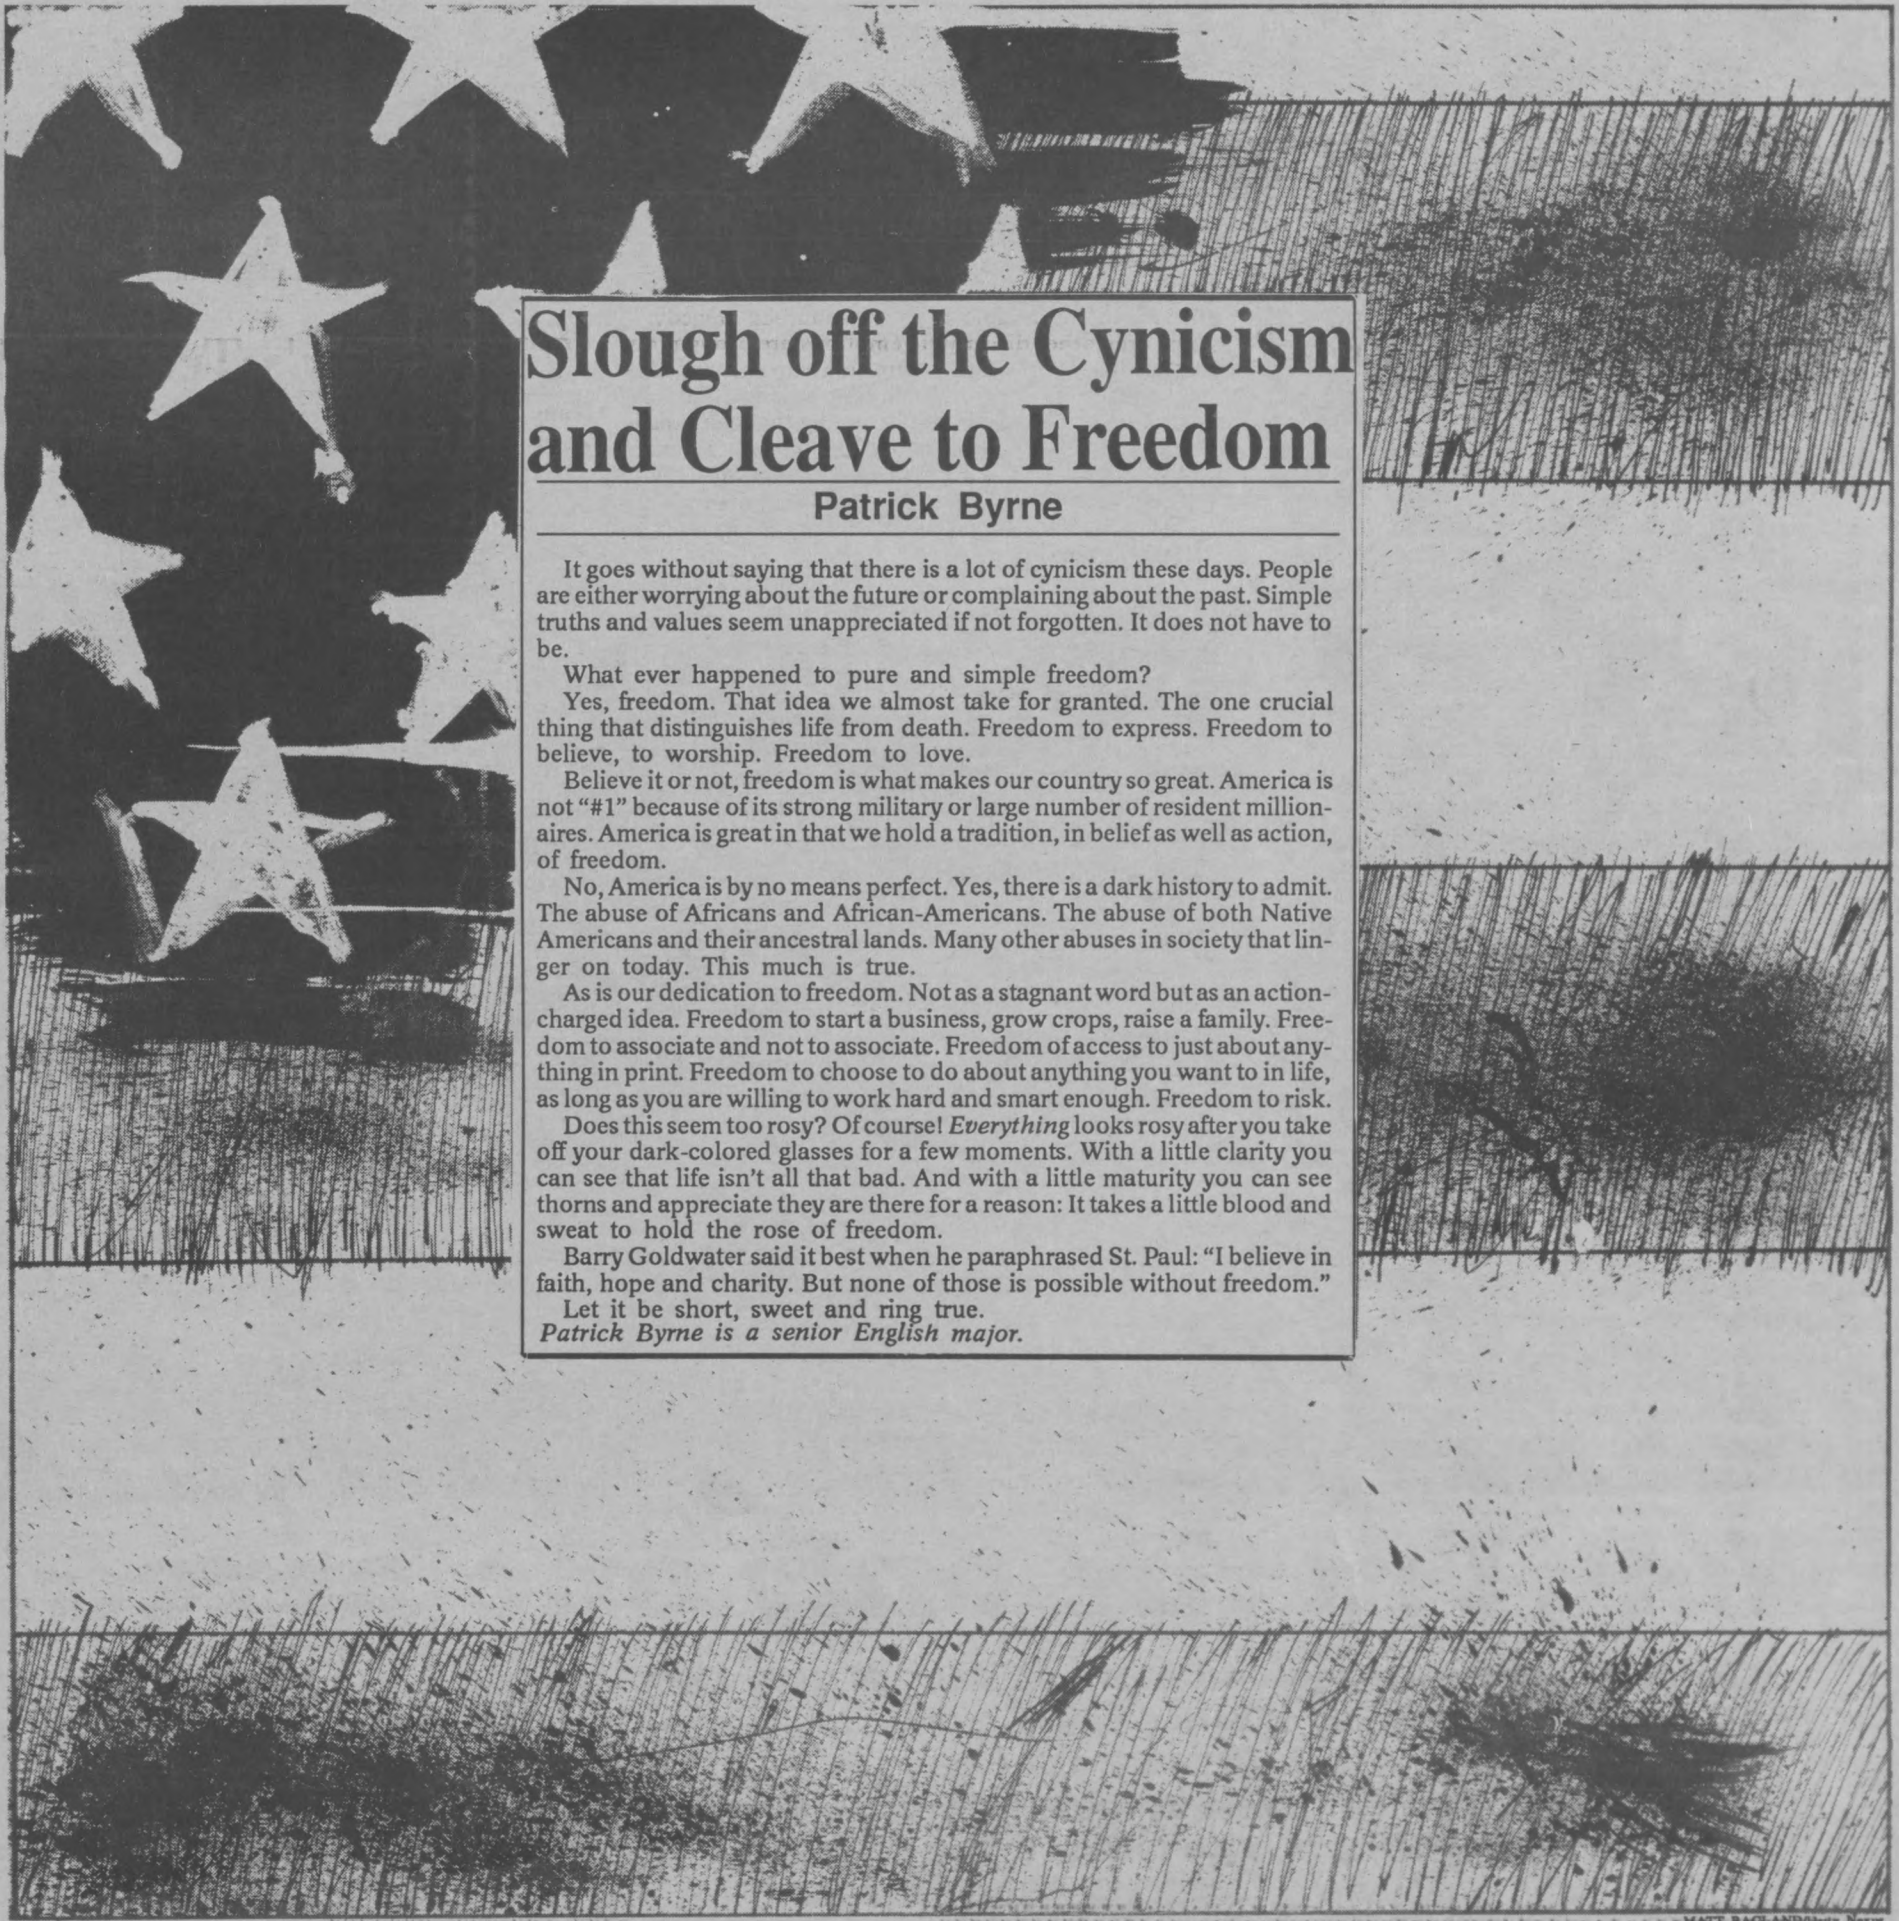 Slough off the Cynicism
and Cleave to Freedom
Patrick Byrne
It goes without saying that there is a lot of cynicism these days. People
are either worrying about the future or complaining about the past. Simple
truths and values seem unappreciated if not forgotten. It does not have to
be.
What ever happened to pure and simple freedom?
Yes, freedom. That idea we almost take for granted. The one crucial
thing that distinguishes life from death. Freedom to express. Freedom to
believe, to worship. Freedom to love.
Believe it or not, freedom is what makes our country so great. America is
not “#1” because of its strong military or large number of resident million-
aires. America is great in that we hold a tradition, in belief as well as action,
of freedom.
No, America is by no means perfect. Yes, there is a dark history to admit.
The abuse of Africans and African-Americans. The abuse of both Native
Americans and their ancestral lands. Many other abuses in society that lin-
ger on today. This much is true.
As is our dedication to freedom. Not as a stagnant word but as an action-
charged idea. Freedom to start a business, grow crops, raise a family. Free-
dom to associate and not to associate. Freedom of access to just about any-
thing in print. Freedom to choose to do about anything you want to in life,
as long as you are willing to work hard and smart enough. Freedom to risk.
Does this seem too rosy? Of course! Everything looks rosy after you take
off your dark-colored glasses for a few moments. With a little clarity you
can see that life isn't all that bad. And with a little maturity you can see
thorns and appreciate they are there for a reason: It takes a little blood and
sweat to hold the rose of freedom.
Barry Goldwater said it best when he paraphrased St. Paul: “I believe in
faith, hope and charity. But none of those is possible without freedom.”
Let it be short, sweet and ring true.
Patrick Byrne is a senior English major.